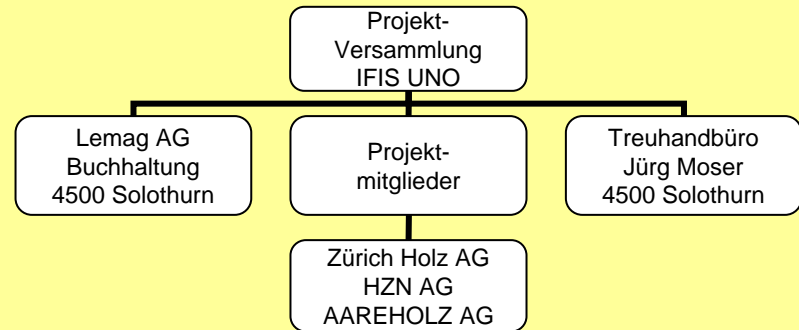 Projekt-
Versammlung
IFIS UNO
Lemag AG
Buchhaltung
4500 Solothurn
Projekt-
mitglieder
Treuhandbüro
Jürg Moser
4500 Solothurn
Zürich Holz AG
HZN AG
AAREHOLZ AG